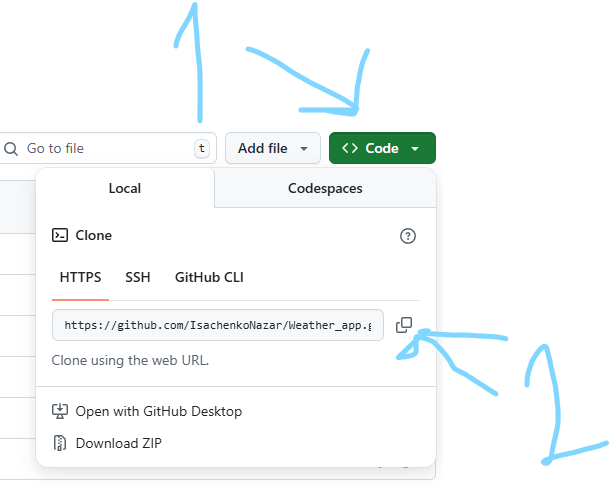 1
Go to file
t
Add file
<> Code
Local
Codespaces
Clone
HTTPS
SSH
GitHub CLI
https://github.com/IsachenkoNazar/Weather_app.g
Clone using the web URL.
2
Open with GitHub Desktop
Download ZIP